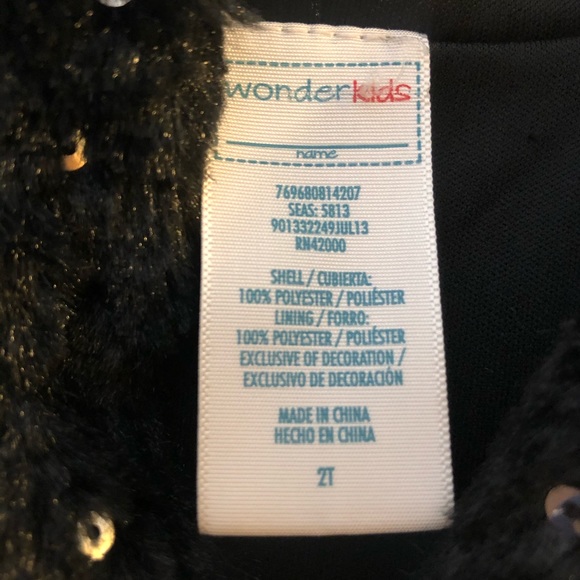 wonderkids
name
769680814207
SEAS: 5813
901332249JUL13
RN42000
SHELL / CUBIERTA:
100% POLYESTER / POLIÉSTER
LINING / FORRO:
100% POLYESTER / POLIÉSTER
EXCLUSIVE OF DECORATION /
EXCLUSIVO DE DECORACIÓN
MADE IN CHINA
HECHO EN CHINA
2T